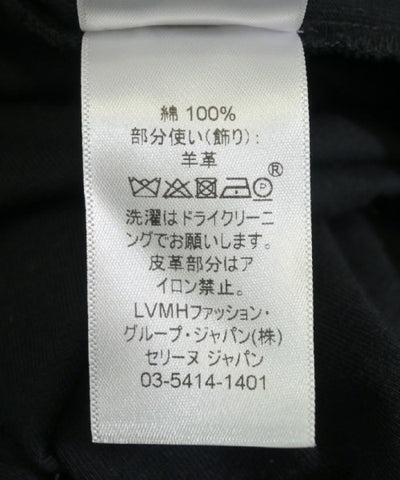 綿 100%
部分使い(飾り):
羊革
®
P
洗濯はドライクリーニ
ングでお願いします。
皮革部分はア
イロン禁止。
LVMHファッション・
グループ・ジャパン(株)
セリーヌ ジャパン
03-5414-1401